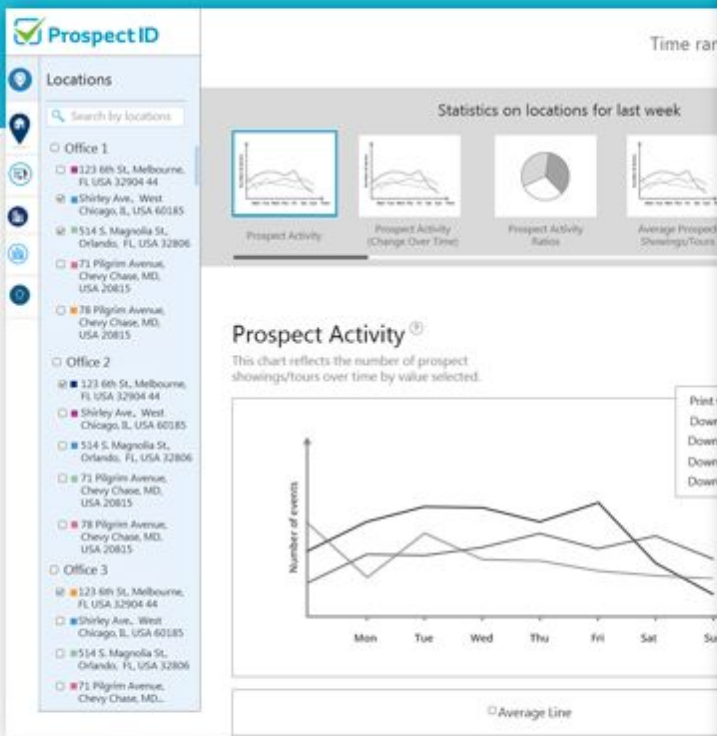 Prospect ID
Time ran
Locations
Search by locations
Statistics on locations for last week
Office 1
123 6th St, Melbourne,
FL USA 32904 44
Shirley Ave., West
Chicago, IL, USA 60185
514 S. Magnolia St,
Orlando, FL, USA 32806
71 Pilgrim Avenue,
Chevy Chase, MD,
USA 20815
78 Pilgrim Avenue,
Chevy Chase, MD,
USA 20815
Prospect Activity
Prospect Activity
(Change Over Time)
Prospect Activity
Ratios
Average Prospect
Showings/Tours
Prospect Activity
This chart reflects the number of prospect
showings/tours over time by value selected.
Office 2
123 6th St, Melbourne,
FL USA 32904 44
Shirley Ave., West
Chicago, IL, USA 60185
514 S. Magnolia St,
Orlando, FL, USA 32806
71 Pilgrim Avenue,
Chevy Chase, MD,
USA 20815
78 Pilgrim Avenue,
Chevy Chase, MD,
USA 20815
Office 3
123 6th St, Melbourne,
FL USA 32904 44
Shirley Ave., West
Chicago, IL, USA 60185
514 S. Magnolia St,
Orlando, FL, USA 32806
71 Pilgrim Avenue,
Chevy Chase, MD...
Print
Down
Down
Down
Down
Number of events
Mon Tue Wed Thu Fri Sat Su
Average Line